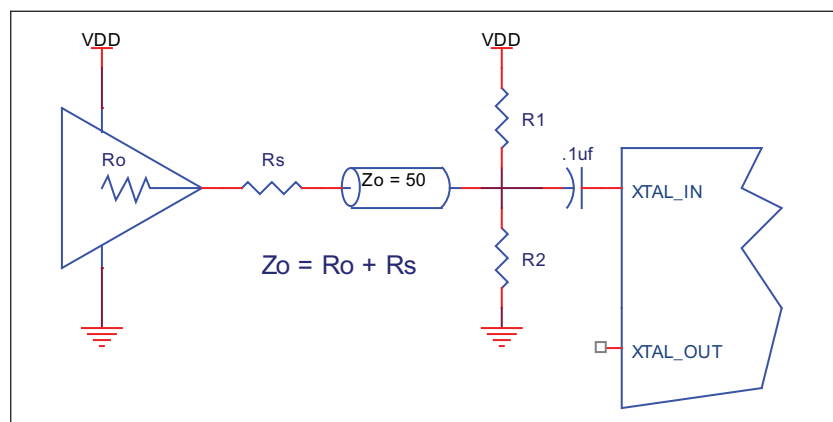 VDD
VDD
R1
Ro
Rs
.1uf
Zo = 50
XTAL_IN
R2
Zo = Ro + Rs
XTAL_OUT